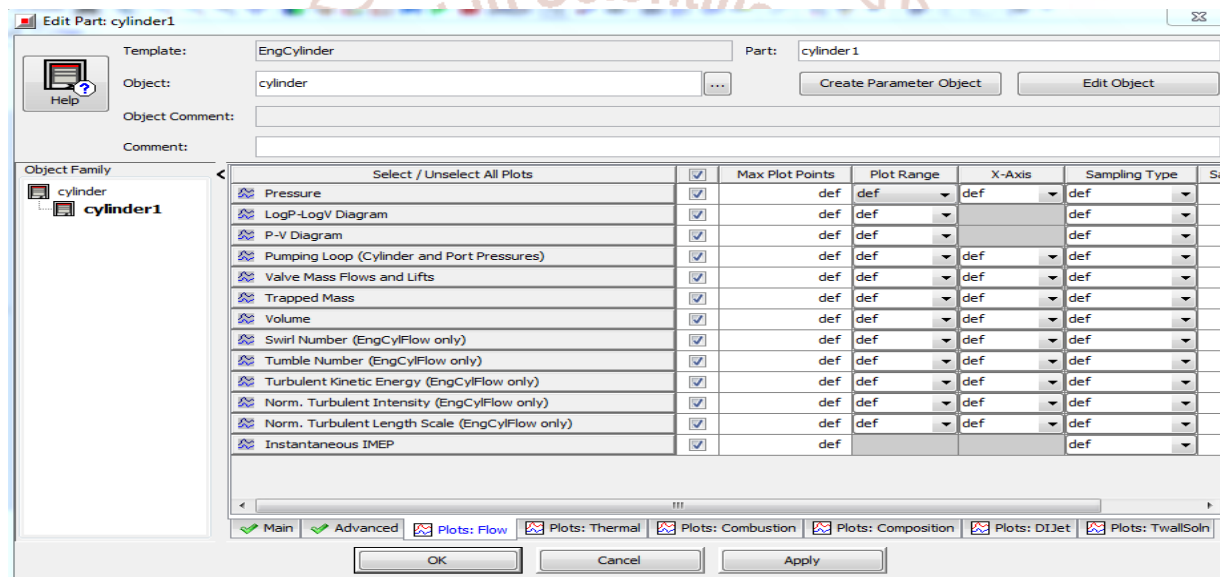 Edit Part: cylinder1
Template: EngCylinder Part: cylinder1
Help
Object: cylinder ... Create Parameter Object Edit Object
Object Comment:
Comment:
Object Family
cylinder
cylinder1
Select / Unselect All Plots Max Plot Points Plot Range X-Axis Sampling Type
Pressure def def def def
LogP-LogV Diagram def def def
P-V Diagram def def def
Pumping Loop (Cylinder and Port Pressures) def def def def
Valve Mass Flows and Lifts def def def def
Trapped Mass def def def def
Volume def def def def
Swirl Number (EngCylFlow only) def def def def
Tumble Number (EngCylFlow only) def def def def
Turbulent Kinetic Energy (EngCylFlow only) def def def def
Norm. Turbulent Intensity (EngCylFlow only) def def def def
Norm. Turbulent Length Scale (EngCylFlow only) def def def def
Instantaneous IMEP def def
Main Advanced Plots: Flow Plots: Thermal Plots: Combustion Plots: Composition Plots: DIJet Plots: TwallSoln
OK Cancel Apply